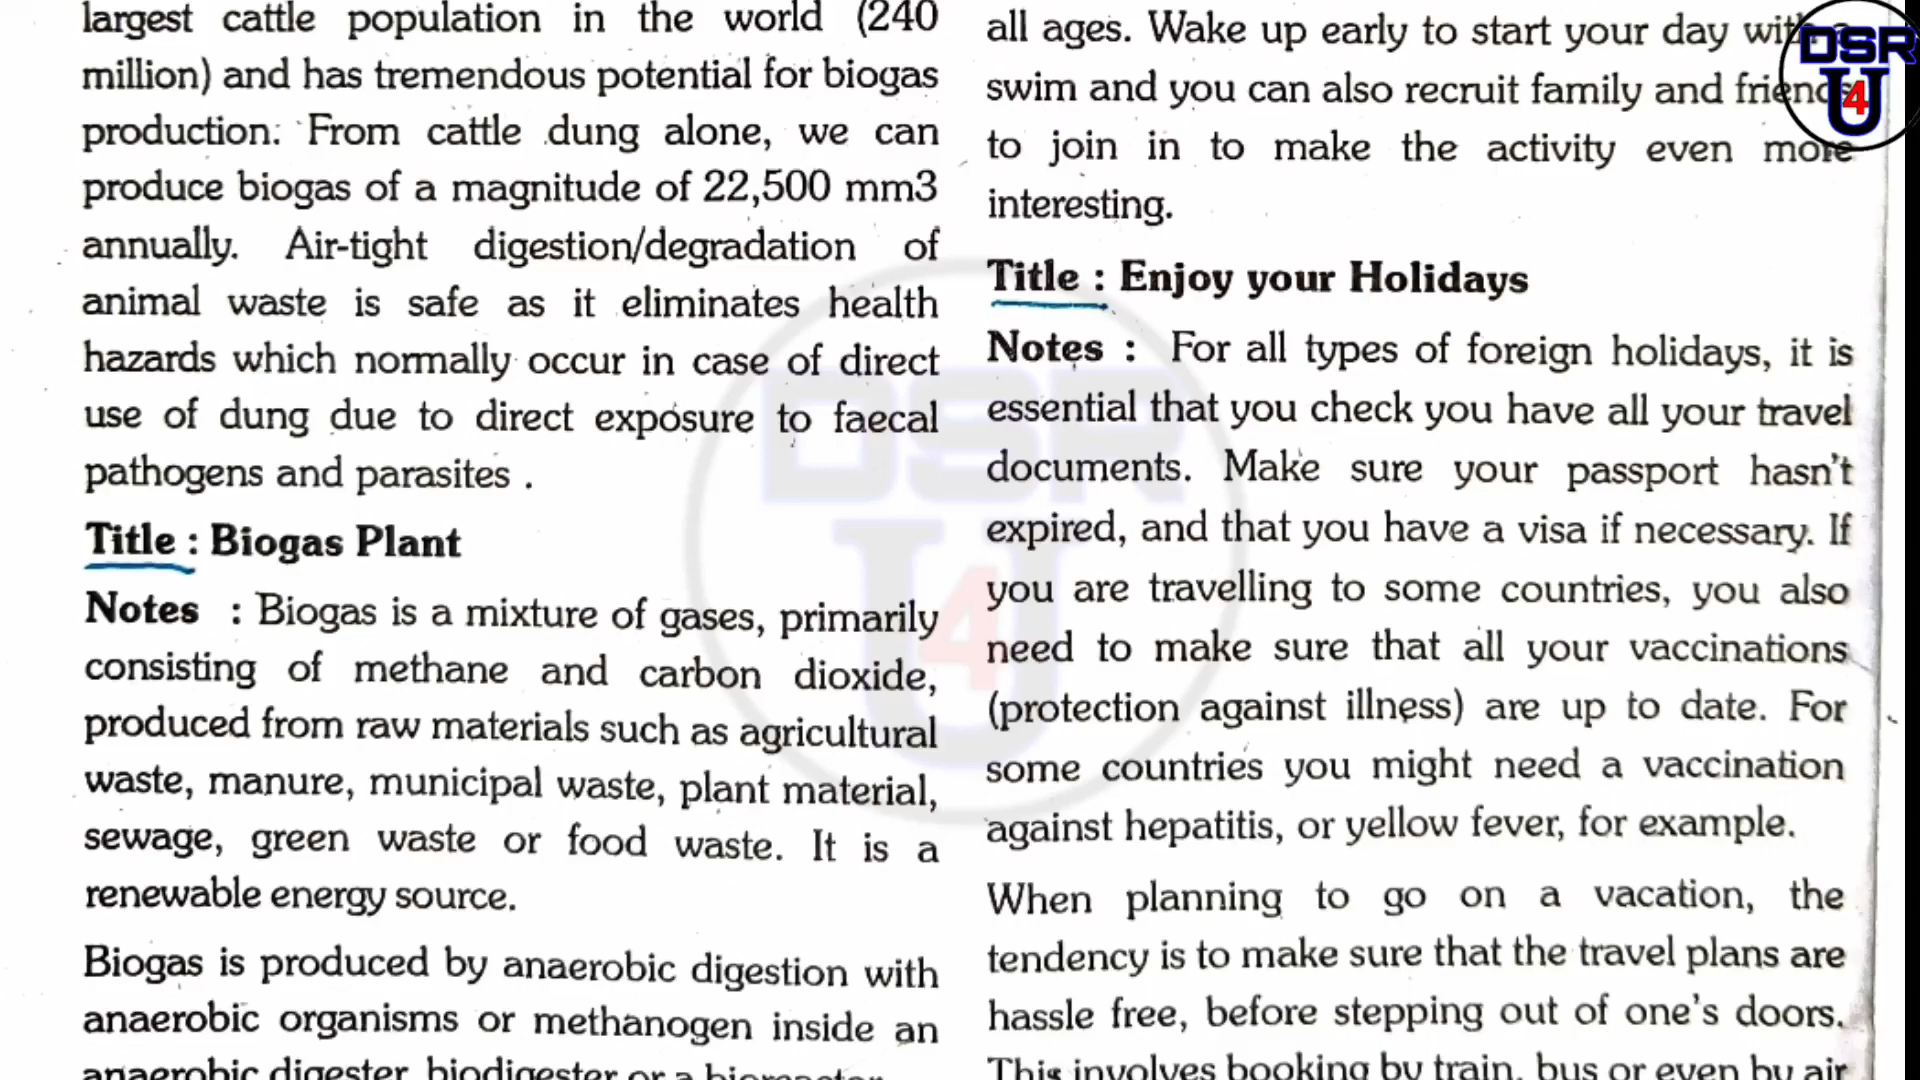 largest cattle population in the world (240
million) and has tremendous potential for biogas
production. From cattle dung alone, we can
produce biogas of a magnitude of 22,500 mm3
annually. Air-tight digestion/degradation of
animal waste is safe as it eliminates health
hazards which normally occur in case of direct
use of dung due to direct exposure to faecal
pathogens and parasites .
Title : Biogas Plant
Notes : Biogas is a mixture of gases, primarily
consisting of methane and carbon dioxide,
produced from raw materials such as agricultural
waste, manure, municipal waste, plant material,
sewage, green waste or food waste. It is a
renewable energy source.
Biogas is produced by anaerobic digestion with
anaerobic organisms or methanogen inside an
anaerobic digester, biodigester or a bioreactor.
all ages. Wake up early to start your day with a
swim and you can also recruit family and friends
to join in to make the activity even more
interesting.
Title : Enjoy your Holidays
Notes : For all types of foreign holidays, it is
essential that you check you have all your travel
documents. Make sure your passport hasn't
expired, and that you have a visa if necessary. If
you are travelling to some countries, you also
need to make sure that all your vaccinations
(protection against illness) are up to date. For
some countries you might need a vaccination
against hepatitis, or yellow fever, for example.
When planning to go on a vacation, the
tendency is to make sure that the travel plans are
hassle free, before stepping out of one's doors.
This involves booking by train, bus or even by air
DSR
U
4
DSR
U
4